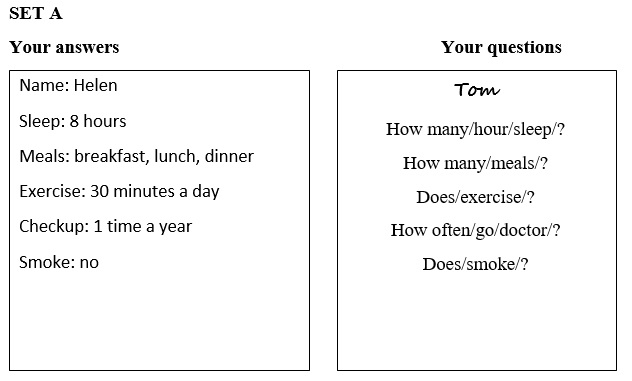 SET A
Your answers
Name: Helen
Sleep: 8 hours
Meals: breakfast, lunch, dinner
Exercise: 30 minutes a day
Checkup: 1 time a year
Smoke: no
Your questions
Tom
How many/hour/sleep/?
How many/meals/?
Does/exercise/?
How often/go/doctor/?
Does/smoke/?